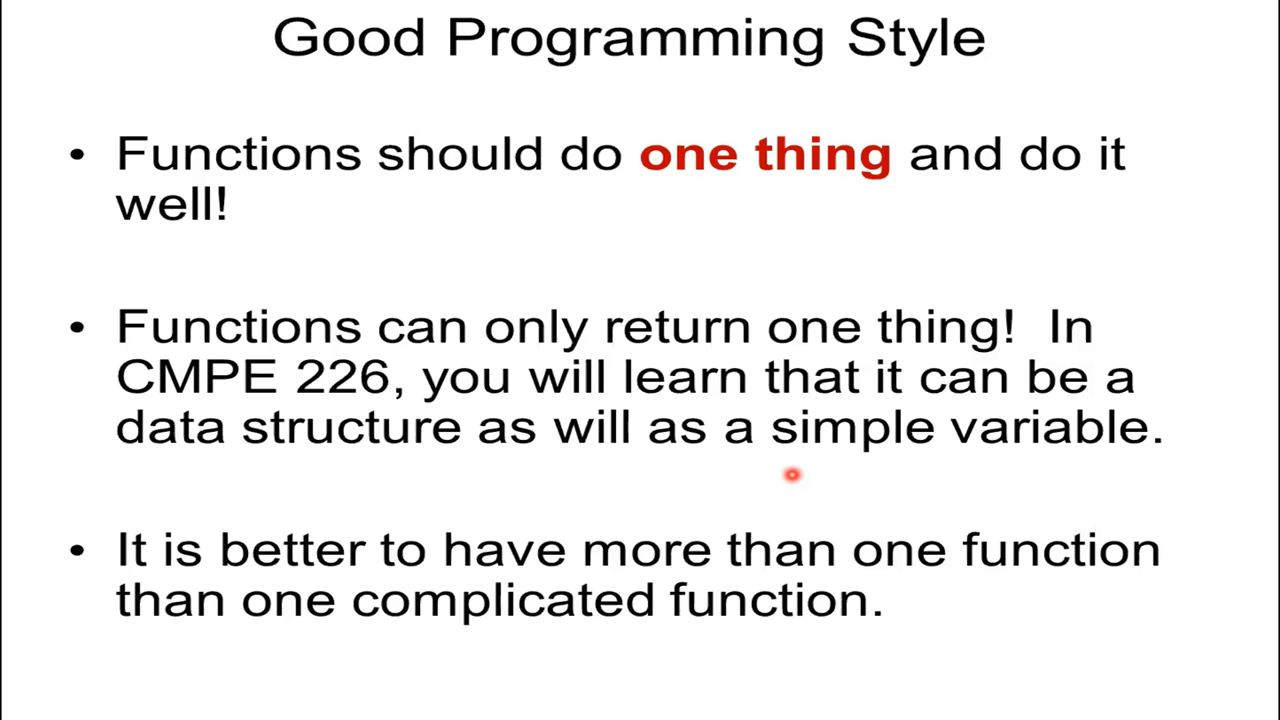 Good Programming Style
• Functions should do one thing and do it
well!
• Functions can only return one thing!  In
CMPE 226, you will learn that it can be a
data structure as will as a simple variable.
• It is better to have more than one function
than one complicated function.